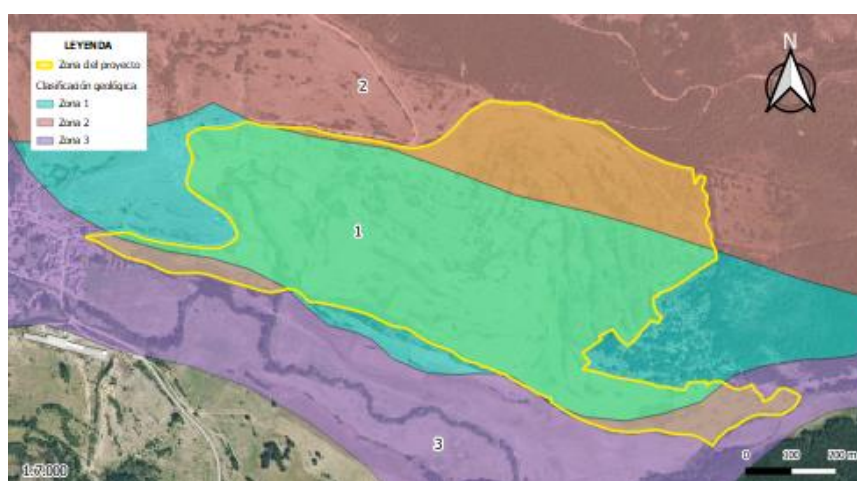 LEYENDA
Zona del proyecto
Clasificación geológica
Zona 1
Zona 2
Zona 3
2
N
1
3
1:7.000
0 100 200 m